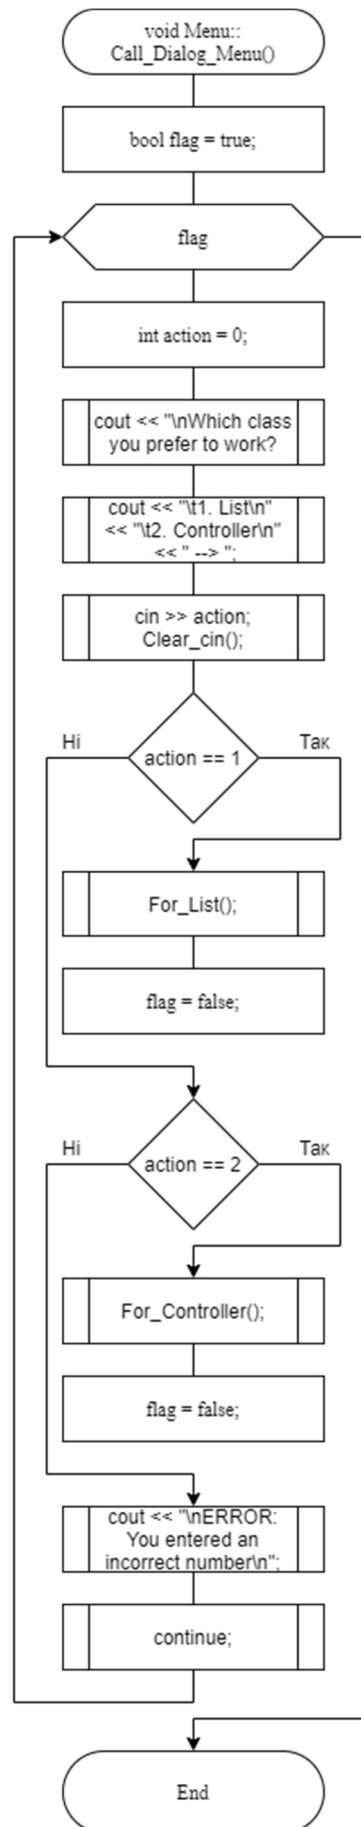 void Menu::
Call_Dialog_Menu()
bool flag = true;
flag
int action = 0;
cout << "\nWhich class
you prefer to work?
cout << "\t1. List\n"
<< "\t2. Controller\n"
<< " --> ";
cin >> action;
Clear_cin();
Ні
Так
action == 1
For_List();
flag = false;
Ні
Так
action == 2
For_Controller();
flag = false;
cout << "\nERROR:
You entered an
incorrect number\n";
continue;
End